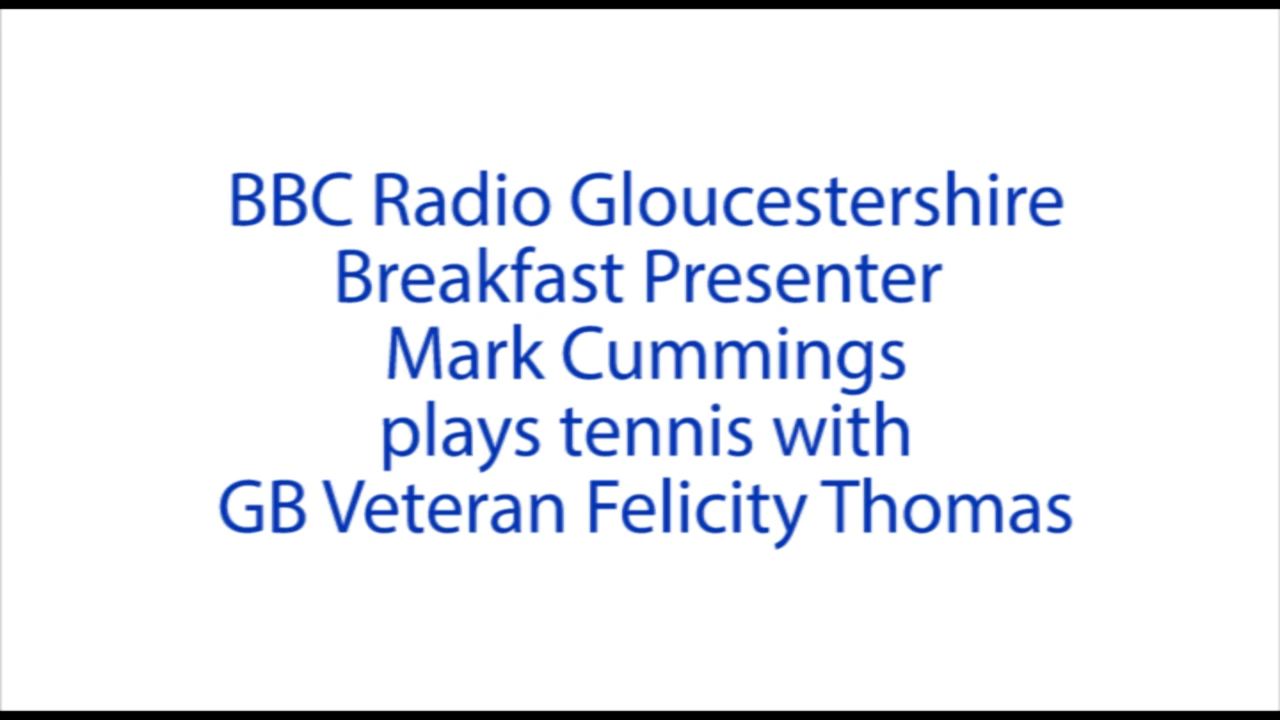 BBC Radio Gloucestershire
Breakfast Presenter
Mark Cummings
plays tennis with
GB Veteran Felicity Thomas